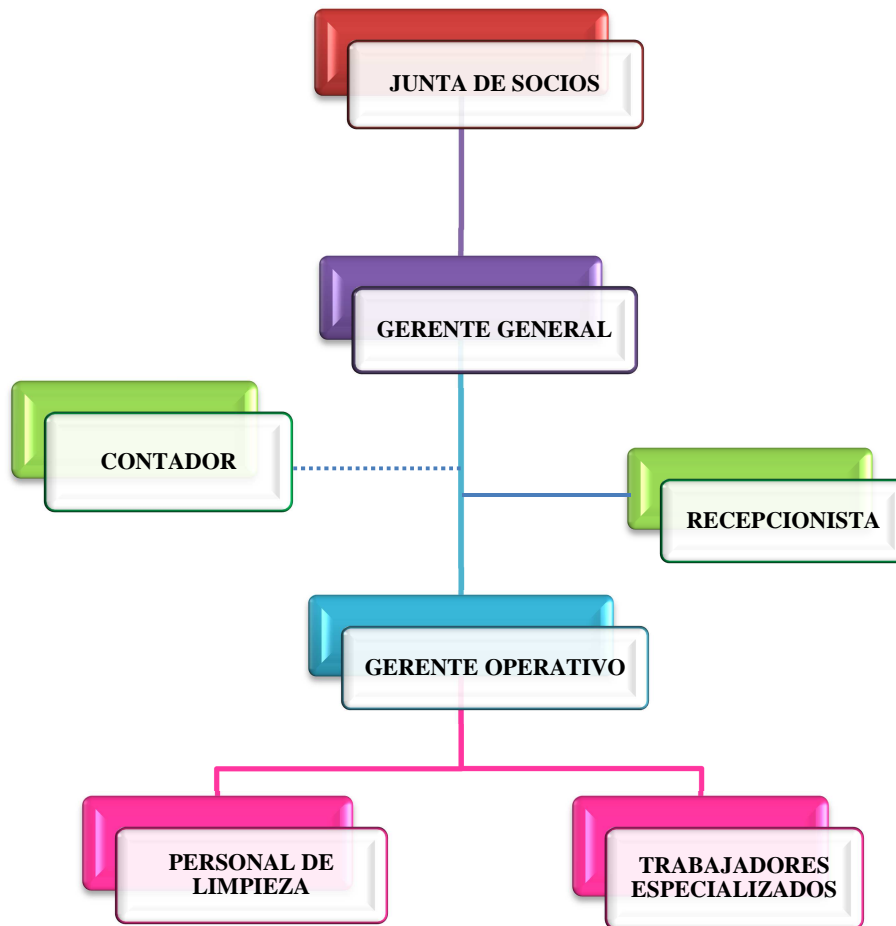 JUNTA DE SOCIOS
GERENTE GENERAL
CONTADOR
RECEPCIONISTA
GERENTE OPERATIVO
PERSONAL DE
LIMPIEZA
TRABAJADORES
ESPECIALIZADOS